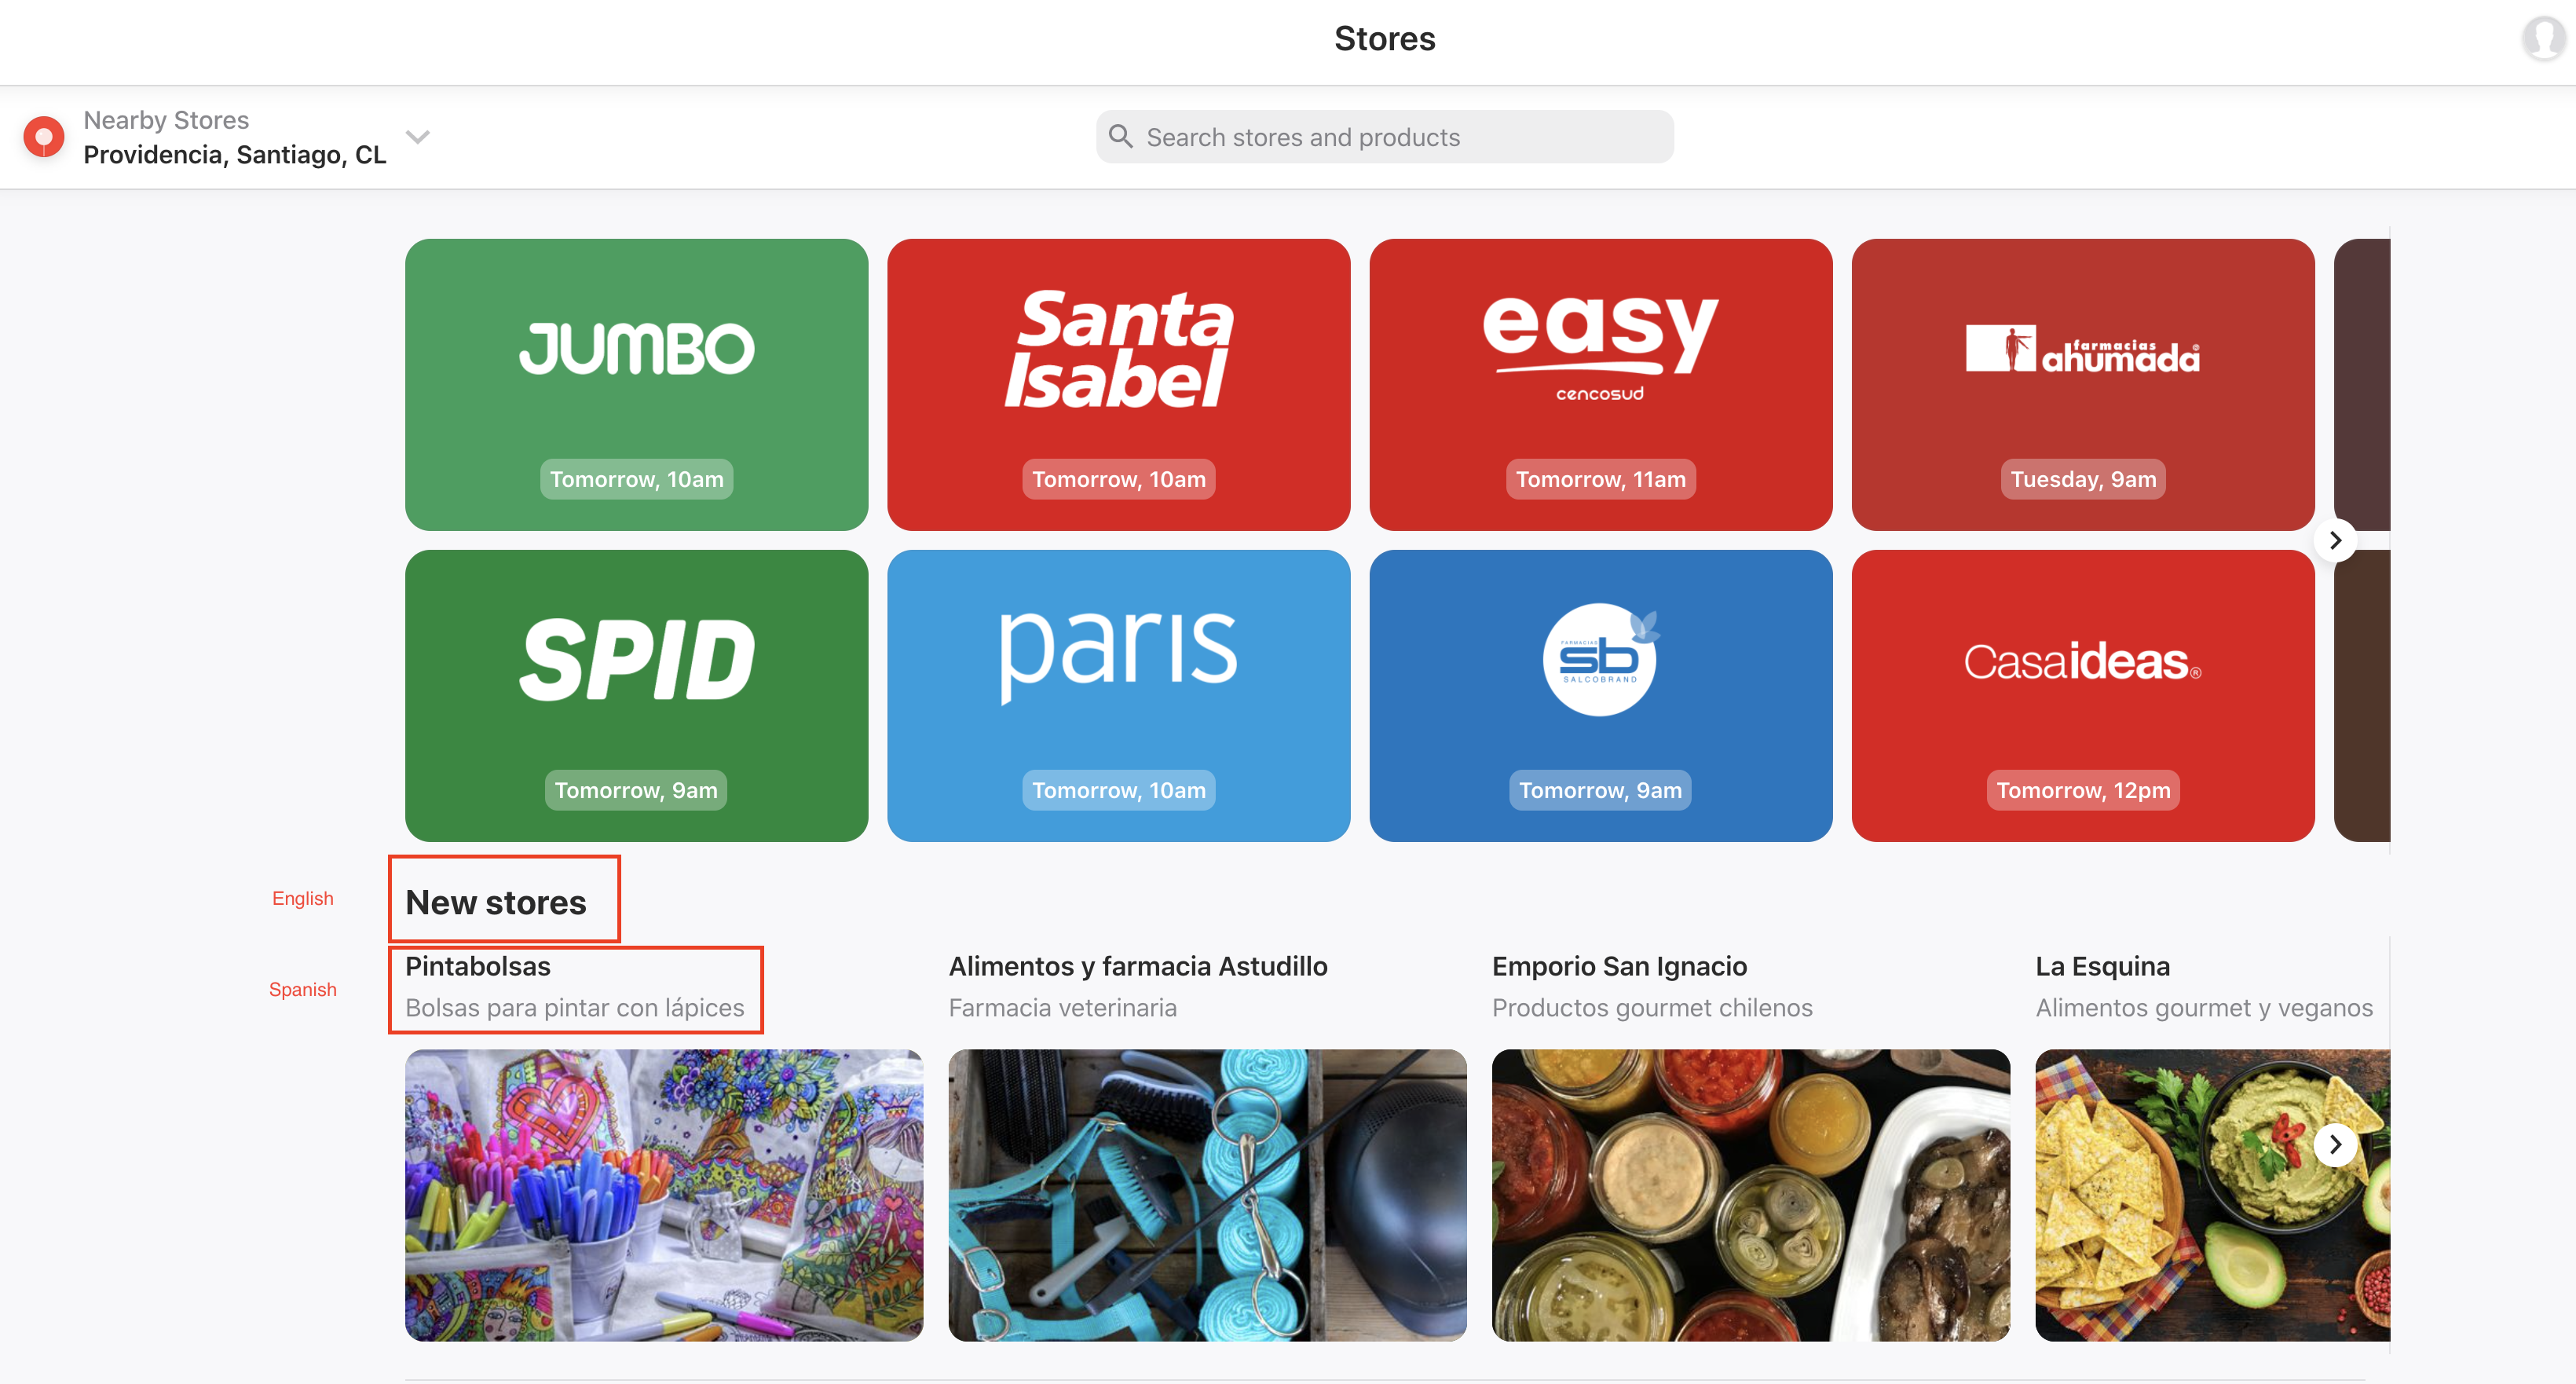 Stores
Nearby Stores
Providencia, Santiago, CL
Search stores and products
JUMBO
Tomorrow, 10am
Santa
Isabel
Tomorrow, 10am
easy
cencosud
Tomorrow, 11am
farmacias
ahumada
Tuesday, 9am
SPID
Tomorrow, 9am
paris
Tomorrow, 10am
FARMACIAS
sb
SALCOBRAND
Tomorrow, 9am
Casaideas®
Tomorrow, 12pm
English
New stores
Spanish
Pintabolsas
Bolsas para pintar con lápices
Alimentos y farmacia Astudillo
Farmacia veterinaria
Emporio San Ignacio
Productos gourmet chilenos
La Esquina
Alimentos gourmet y veganos